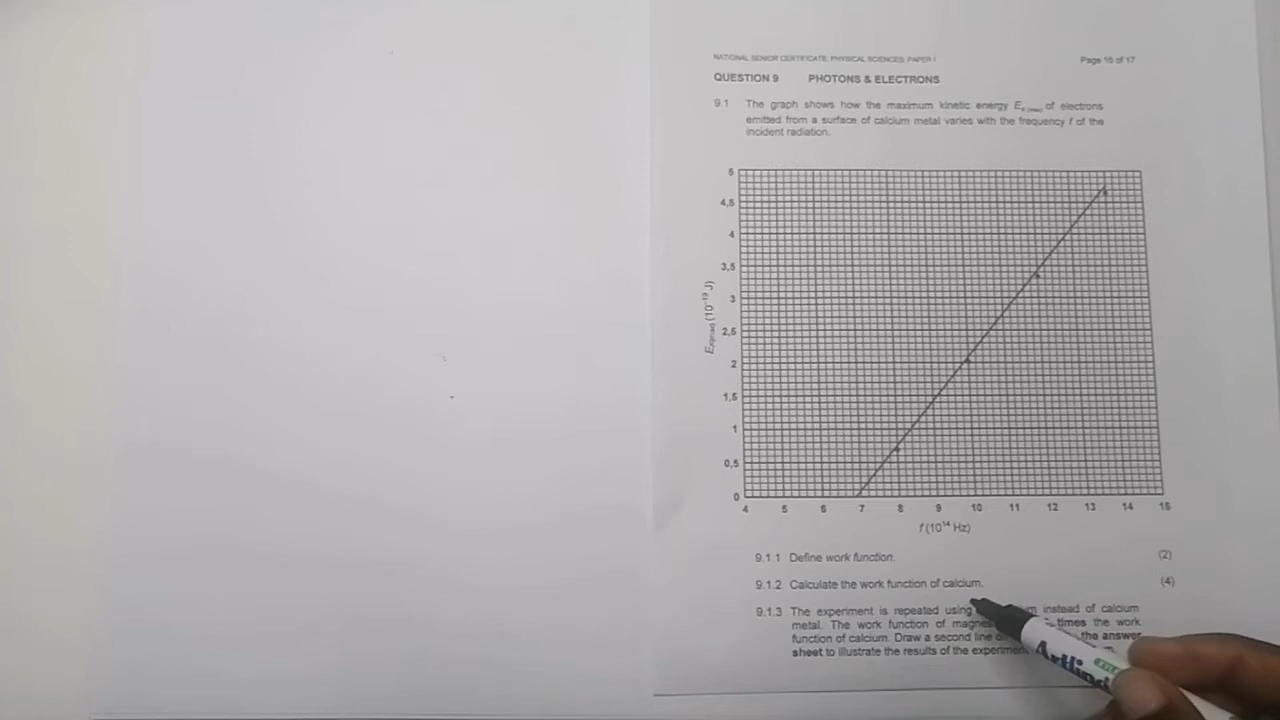 NATIONAL SENIOR CERTIFICATE: PHYSICAL SCIENCES: PAPER I
Page 16 of 17
QUESTION 9 PHOTONS & ELECTRONS
9.1 The graph shows how the maximum kinetic energy E of electrons
emitted from a surface of calcium metal varies with the frequency f of the
incident radiation.
5
4,5
4
3,5
3
2,5
2
1,5
1
0,5
0
E (10⁻¹⁹ J)
4 5 6 7 8 9 10 11 12 13 14 15
f (10¹⁴ Hz)
9.1.1 Define work function. (2)
9.1.2 Calculate the work function of calcium. (4)
9.1.3 The experiment is repeated using instead of calcium
metal. The work function of times the work
function of calcium. Draw a second line the answer
sheet to illustrate the results of the
Artline